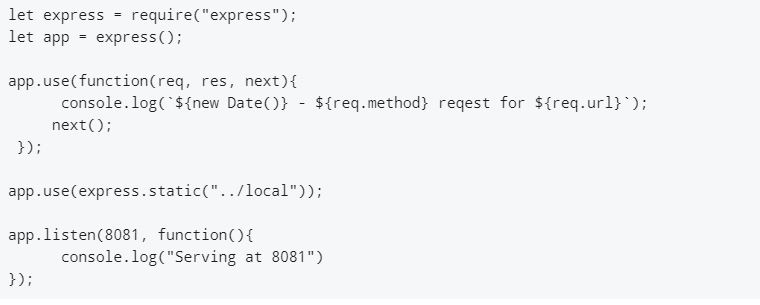 let express = require("express");
let app = express();
app.use(function(req, res, next){
console.log(`${new Date()} - ${req.method} reqest for ${req.url}`);
next();
});
app.use(express.static("../local"));
app.listen(8081, function(){
console.log("Serving at 8081")
});